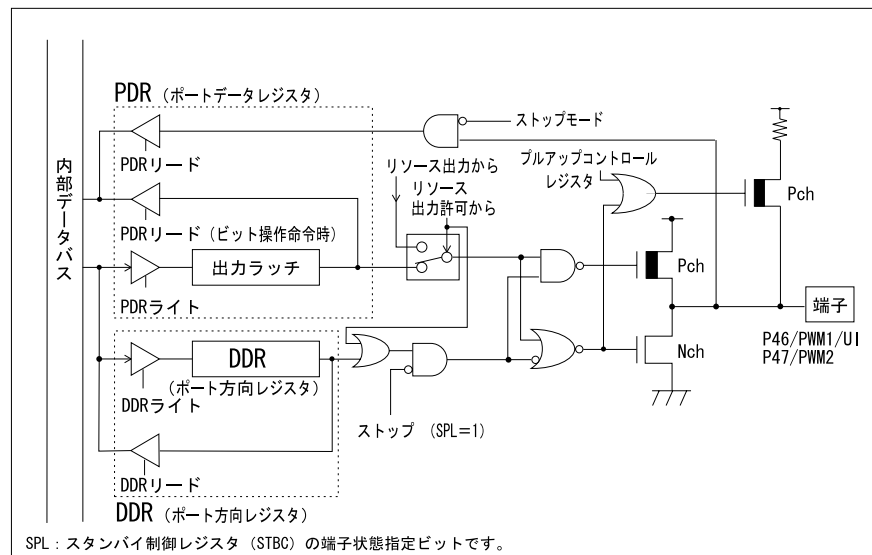 PDR（ポートデータレジスタ）
ストップモード
内部データバス
PDRリード
プルアップコントロール
レジスタ
リソース出力から
リソース
出力許可から
Pch
PDRリード（ビット操作命令時）
出力ラッチ
Pch
PDRライト
端子
P46/PWM1/UI
P47/PWM2
DDR
（ポート方向レジスタ）
Nch
DDRライト
ストップ （SPL=1）
DDRリード
DDR（ポート方向レジスタ）
SPL：スタンバイ制御レジスタ（STBC）の端子状態指定ビットです。